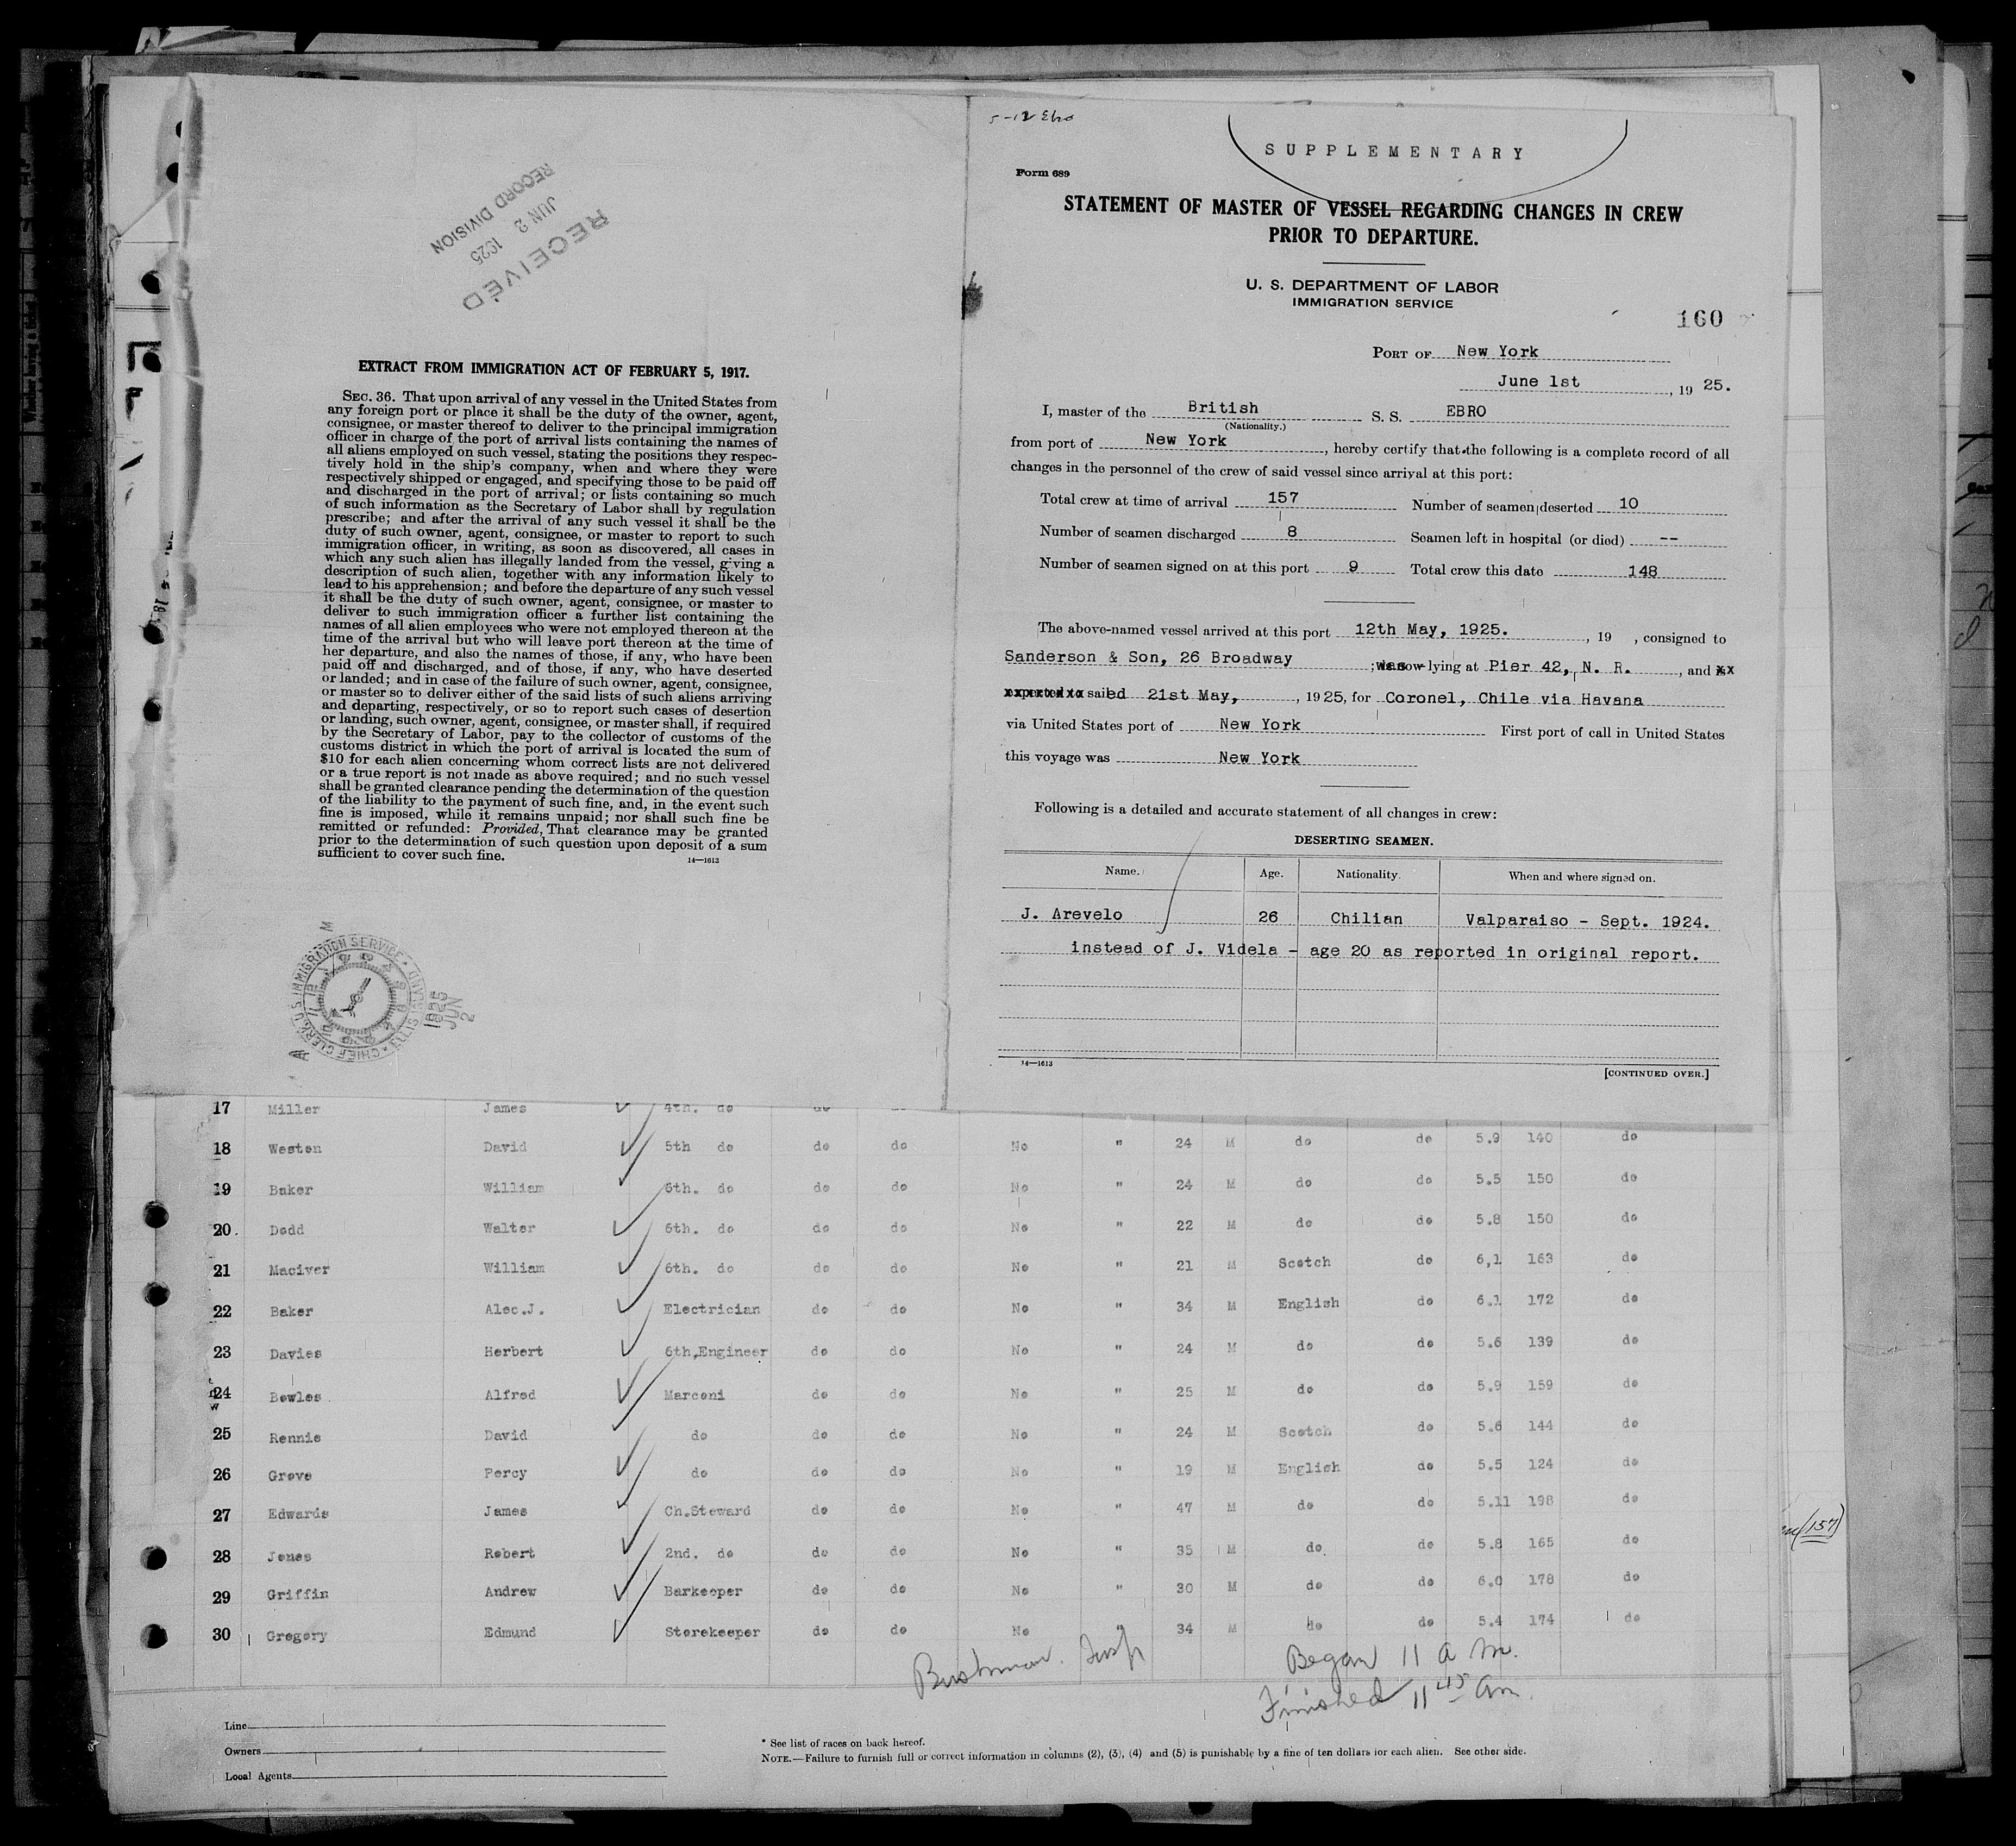 RECEIVED
JUN 2 1925
RECORD DIVISION
EXTRACT FROM IMMIGRATION ACT OF FEBRUARY 5, 1917.
SEC. 36. That upon arrival of any vessel in the United States from
any foreign port or place it shall be the duty of the owner, agent,
consignee, or master thereof to deliver to the principal immigration
officer in charge of the port of arrival lists containing the names of
all aliens employed on such vessel, stating the positions they respec-
tively hold in the ship's company, when and where they were
respectively shipped or engaged, and specifying those to be paid off
and discharged in the port of arrival; or lists containing so much
of such information as the Secretary of Labor shall by regulation
prescribe; and after the arrival of any such vessel it shall be the
duty of such owner, agent, consignee, or master to report to such
immigration officer, in writing, as soon as discovered, all cases in
which any such alien has illegally landed from the vessel, giving a
description of such alien, together with any information likely to
lead to his apprehension; and before the departure of any such vessel
it shall be the duty of such owner, agent, consignee, or master to
deliver to such immigration officer a further list containing the
names of all alien employees who were not employed thereon at the
time of the arrival but who will leave port thereon at the time of
her departure, and also the names of those, if any, who have been
paid off and discharged, and of those, if any, who have deserted
or landed; and in case of the failure of such owner, agent, consignee,
or master so to deliver either of the said lists of such aliens arriving
and departing, respectively, or so to report such cases of desertion
or landing, such owner, agent, consignee, or master shall, if required
by the Secretary of Labor, pay to the collector of customs of the
customs district in which the port of arrival is located the sum of
$10 for each alien concerning whom correct lists are not delivered
or a true report is not made as above required; and no such vessel
shall be granted clearance pending the determination of the question
of the liability to the payment of such fine, and, in the event such
fine is imposed, while it remains unpaid; nor shall such fine be
remitted or refunded: Provided, That clearance may be granted
prior to the determination of such question upon deposit of a sum
sufficient to cover such fine. 14—1613
CHIEF CLERK, U.S. IMMIGRATION SERVICE ELLIS ISLAND
1925 JUN 2
5-12 Ebro
SUPPLEMENTARY
Form 689
STATEMENT OF MASTER OF VESSEL REGARDING CHANGES IN CREW
PRIOR TO DEPARTURE.
U. S. DEPARTMENT OF LABOR
IMMIGRATION SERVICE
160
PORT OF New York
June 1st, 1925.
I, master of the British S. S. EBRO
(Nationality.)
from port of New York, hereby certify that the following is a complete record of all
changes in the personnel of the crew of said vessel since arrival at this port:
Total crew at time of arrival 157 Number of seamen deserted 10
Number of seamen discharged 8 Seamen left in hospital (or died) --
Number of seamen signed on at this port 9 Total crew this date 148
The above-named vessel arrived at this port 12th May, 1925. , 19 , consigned to
Sanderson & Son, 26 Broadway ; was lying at Pier 42, N. R. , and
sailed 21st May, , 1925, for Coronel, Chile via Havana
via United States port of New York First port of call in United States
this voyage was New York
Following is a detailed and accurate statement of all changes in crew:
DESERTING SEAMEN.
Name. Age. Nationality. When and where signed on.
J. Arevelo 26 Chilian Valparaiso - Sept. 1924.
instead of J. Videla - age 20 as reported in original report.
14—1613
[CONTINUED OVER.]
17 Miller James 4th. do do
18 Weston David 5th do do do No " 24 M do do 5.9 140 do
19 Baker William 6th. do do do No " 24 M do do 5.5 150 do
20. Dodd Walter 6th. do do do No " 22 M do do 5.8 150 do
21 Maciver William 6th. do do do No " 21 M Scotch do 6,1 163 do
22 Baker Alec.J. Electrician do do No " 34 M English do 6.1 172 do
23 Davies Herbert 6th,Engineer do do No " 24 M do do 5.6 139 do
24 Bowles Alfred Marconi do do No " 25 M do do 5.9 159 do
25 Rennie David do do do No " 24 M Scotch do 5.6 144 do
26 Grove Percy do do do No " 19 M English do 5.5 124 do
27 Edwards James Ch.Steward do do No " 47 M do do 5.11 198 do
28 Jones Robert 2nd. do do do No " 35 M do. do 5.8 165 do
29 Griffin Andrew Barkeeper do do No " 30 M do do 6.0 178 do
30 Gregory Edmund Storekeeper do do No " 34 M do do 5.4 174 do
Bushman. Insp
Began 11 A M.
Finished 11 45 Am.
(157)
Line
Owners
Local Agents
* See list of races on back hereof.
NOTE.—Failure to furnish full or correct information in columns (2), (3), (4) and (5) is punishable by a fine of ten dollars for each alien. See other side.